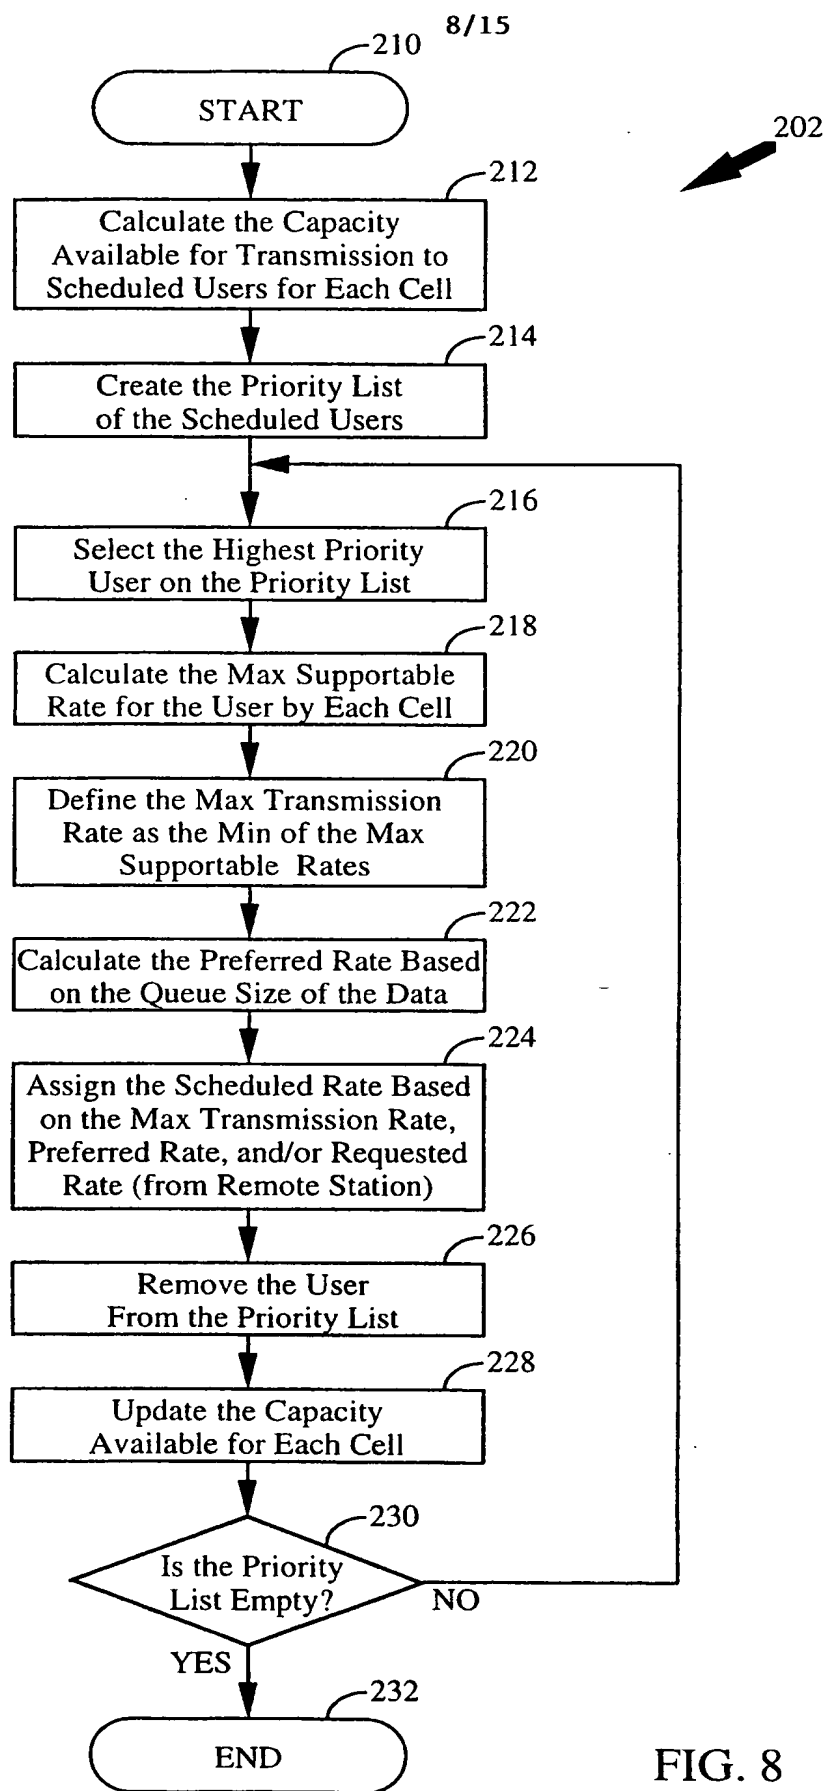 8/15
210
START
202
212
Calculate the Capacity
Available for Transmission to
Scheduled Users for Each Cell
214
Create the Priority List
of the Scheduled Users
216
Select the Highest Priority
User on the Priority List
218
Calculate the Max Supportable
Rate for the User by Each Cell
220
Define the Max Transmission
Rate as the Min of the Max
Supportable Rates
222
Calculate the Preferred Rate Based
on the Queue Size of the Data
224
Assign the Scheduled Rate Based
on the Max Transmission Rate,
Preferred Rate, and/or Requested
Rate (from Remote Station)
226
Remove the User
From the Priority List
228
Update the Capacity
Available for Each Cell
230
Is the Priority
List Empty?
NO
YES
232
END
FIG. 8